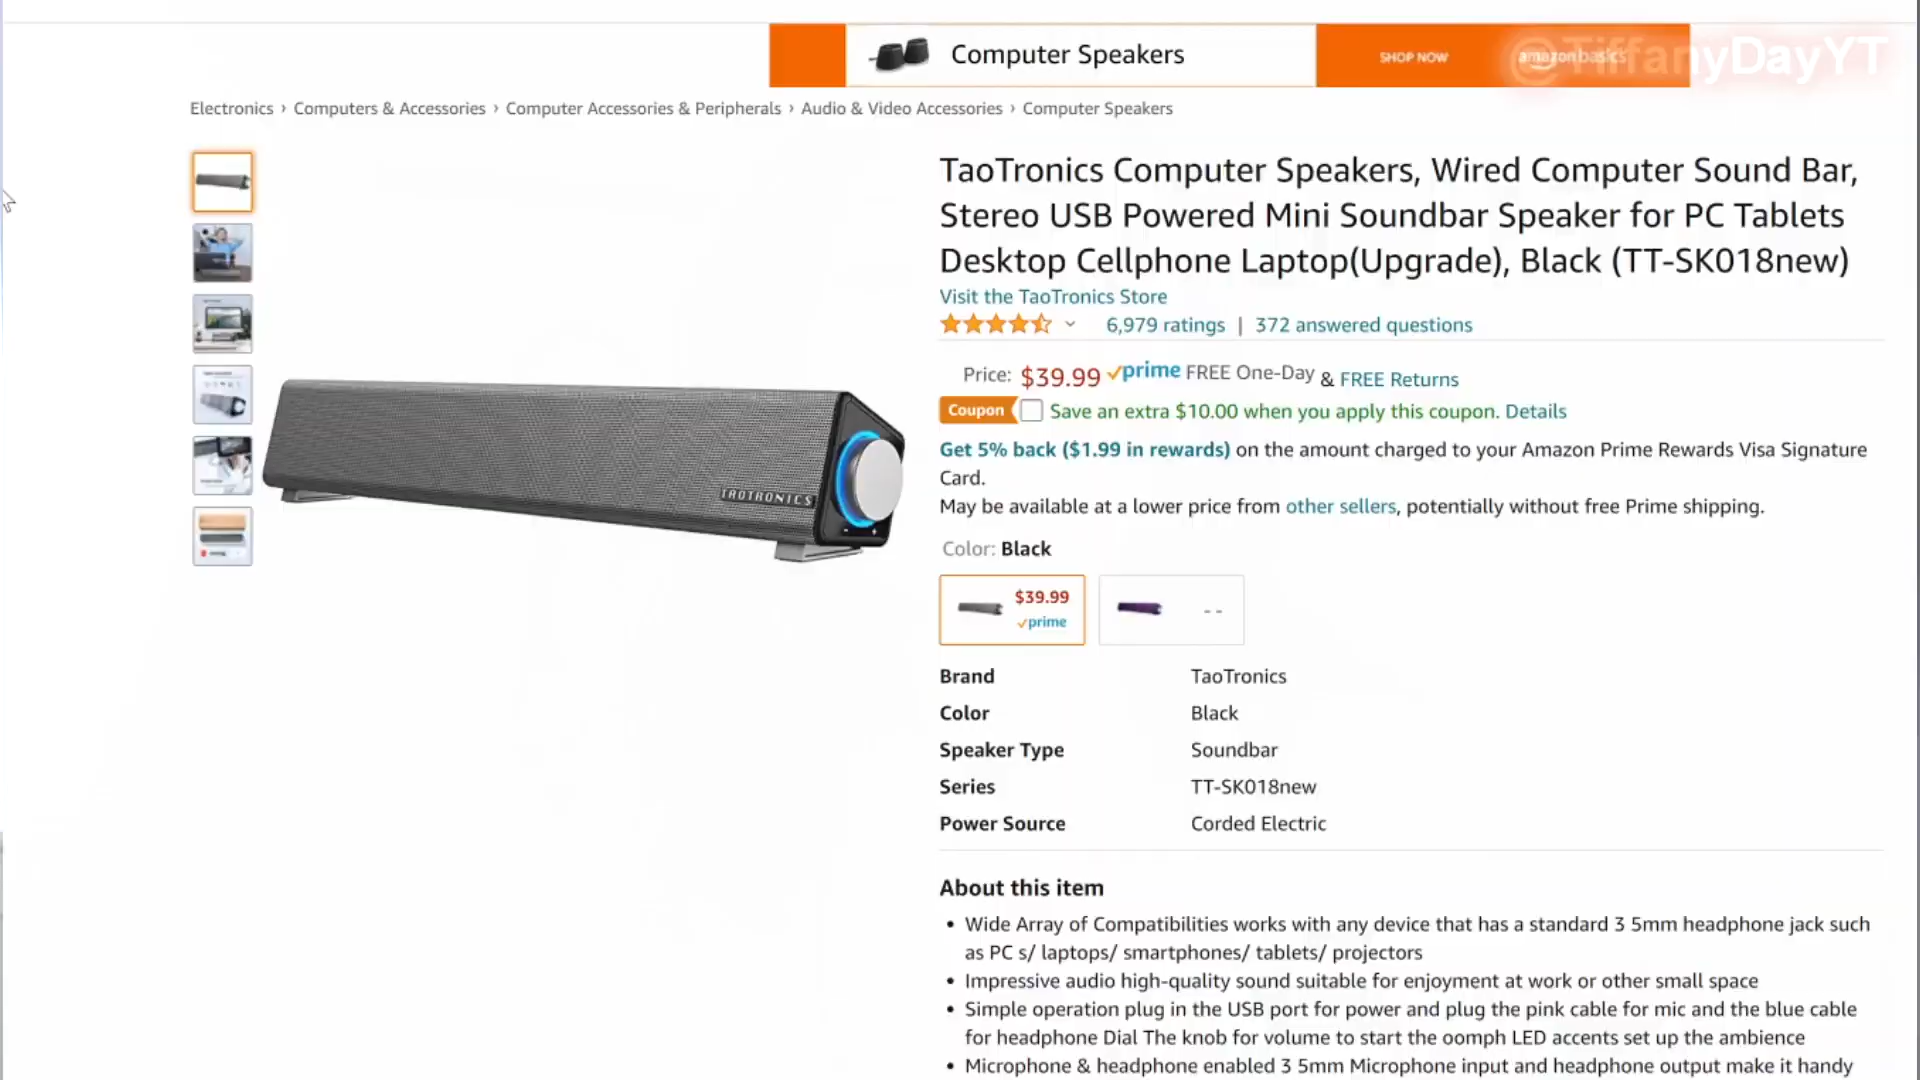 Computer Speakers
SHOP NOW
amazon basics
@TiffanyDayYT
Electronics › Computers & Accessories › Computer Accessories & Peripherals › Audio & Video Accessories › Computer Speakers
TaoTronics Computer Speakers, Wired Computer Sound Bar,
Stereo USB Powered Mini Soundbar Speaker for PC Tablets
Desktop Cellphone Laptop(Upgrade), Black (TT-SK018new)
Visit the TaoTronics Store
6,979 ratings | 372 answered questions
Price: $39.99 prime FREE One-Day & FREE Returns
Coupon Save an extra $10.00 when you apply this coupon. Details
Get 5% back ($1.99 in rewards) on the amount charged to your Amazon Prime Rewards Visa Signature
Card.
May be available at a lower price from other sellers, potentially without free Prime shipping.
TAOTRONICS
Color: Black
$39.99
prime
- -
Brand TaoTronics
Color Black
Speaker Type Soundbar
Series TT-SK018new
Power Source Corded Electric
About this item
• Wide Array of Compatibilities works with any device that has a standard 3 5mm headphone jack such
as PC s/ laptops/ smartphones/ tablets/ projectors
• Impressive audio high-quality sound suitable for enjoyment at work or other small space
• Simple operation plug in the USB port for power and plug the pink cable for mic and the blue cable
for headphone Dial The knob for volume to start the oomph LED accents set up the ambience
• Microphone & headphone enabled 3 5mm Microphone input and headphone output make it handy